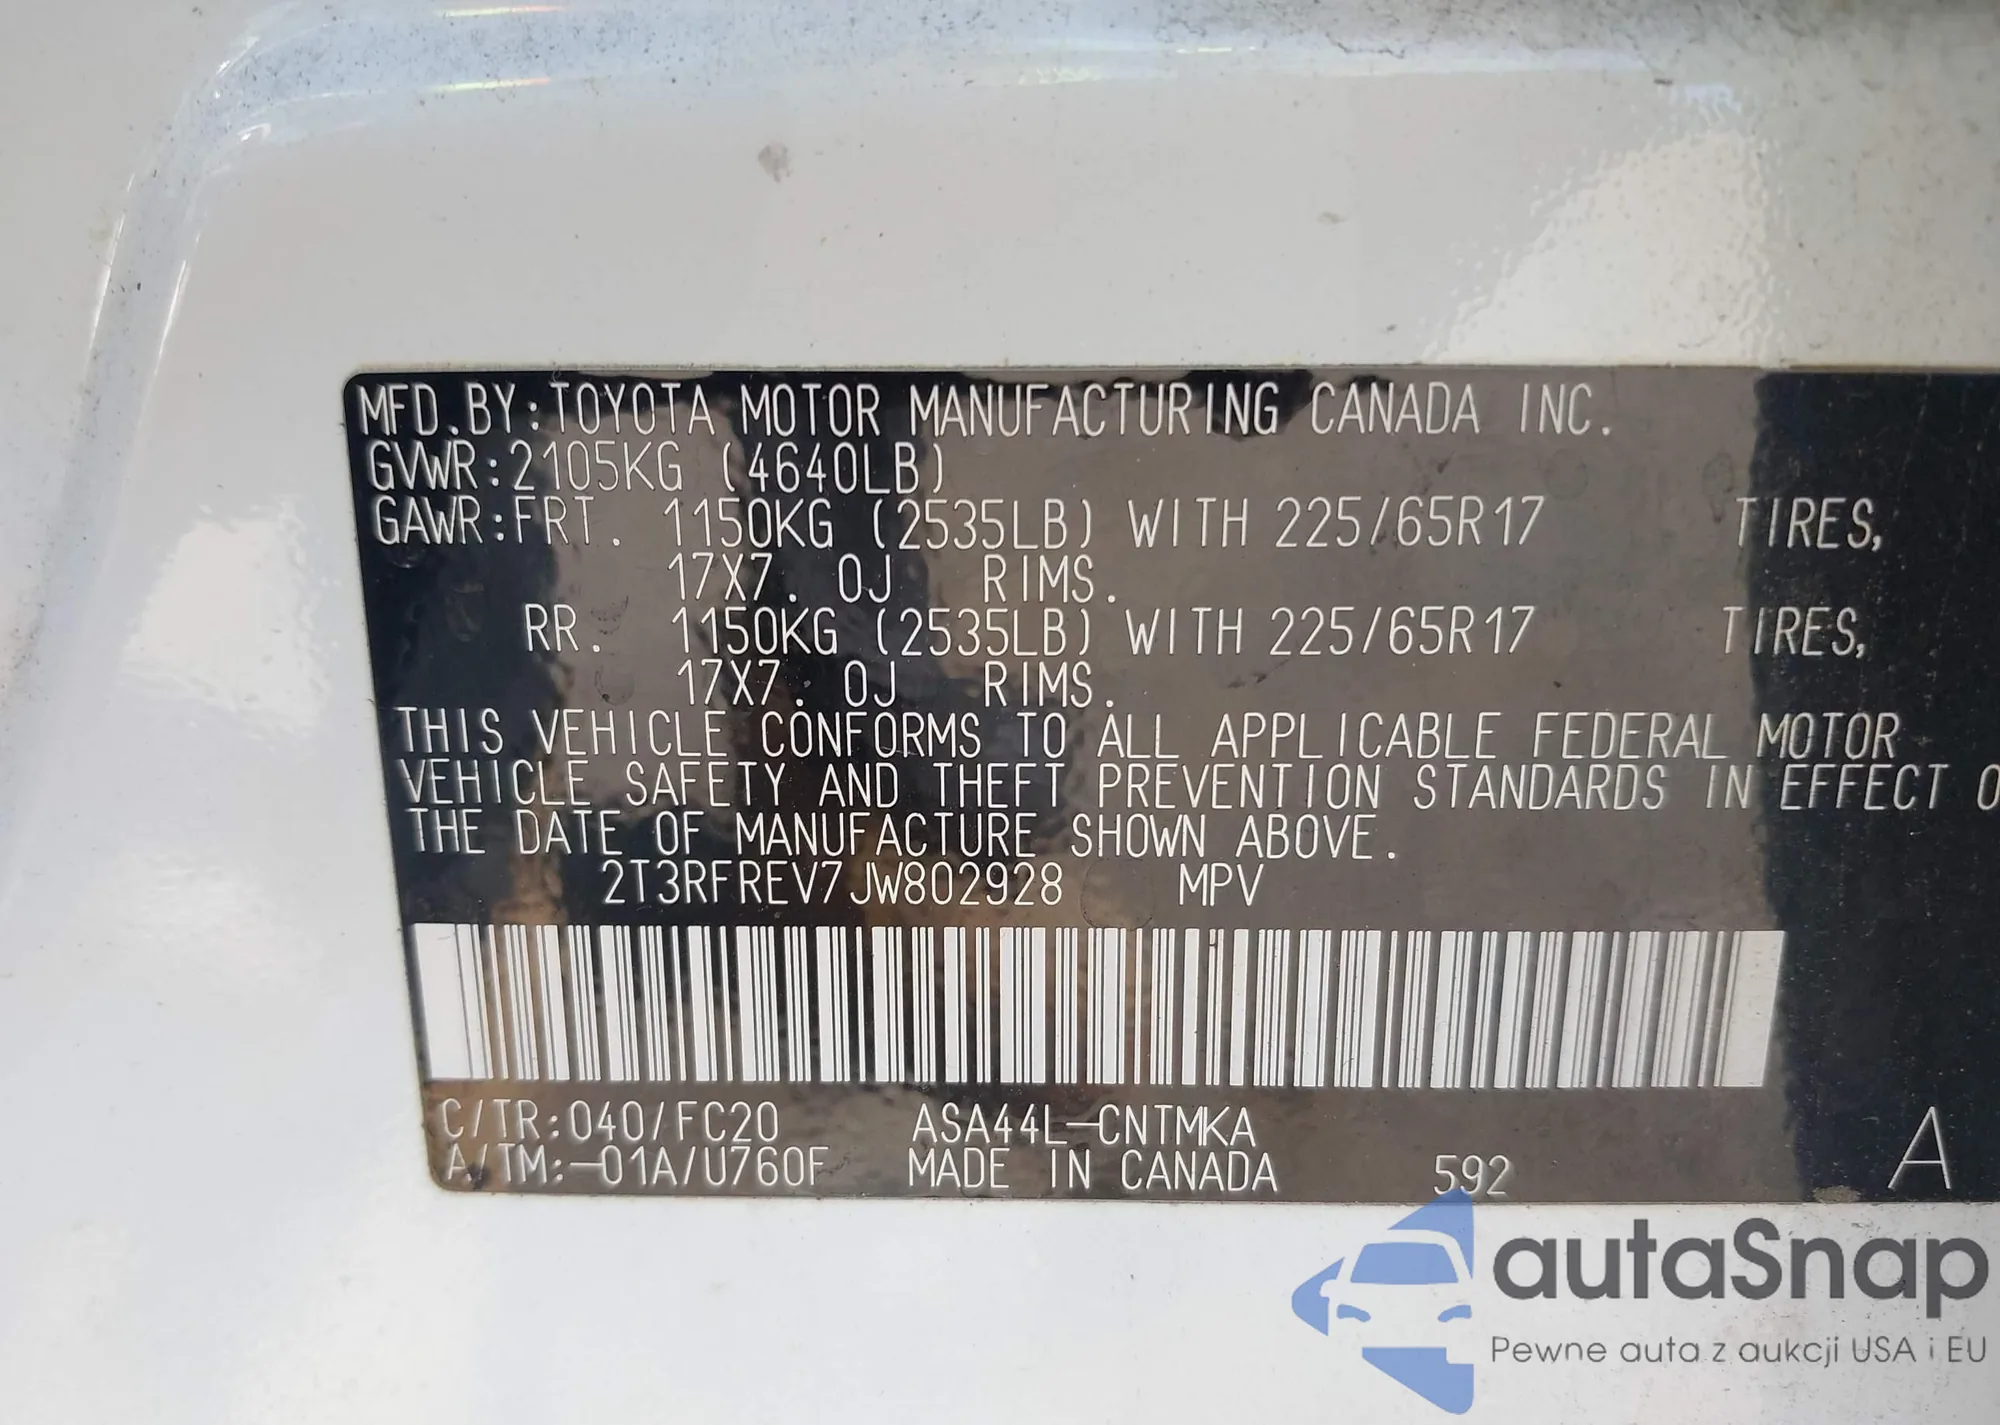 MFD.BY:TOYOTA MOTOR MANUFACTURING CANADA INC.
GVWR:2105KG (4640LB)
GAWR:FRT. 1150KG (2535LB) WITH 225/65R17 TIRES,
17X7. 0J RIMS.
RR. 1150KG (2535LB) WITH 225/65R17 TIRES,
17X7. 0J RIMS.
THIS VEHICLE CONFORMS TO ALL APPLICABLE FEDERAL MOTOR
VEHICLE SAFETY AND THEFT PREVENTION STANDARDS IN EFFECT O
THE DATE OF MANUFACTURE SHOWN ABOVE.
2T3RFREV7JW802928 MPV
C/TR:040/FC20 ASA44L-CNTMKA
A/TM:-01A/U760F MADE IN CANADA 592 A
autaSnap
Pewne auta z aukcji USA i EU